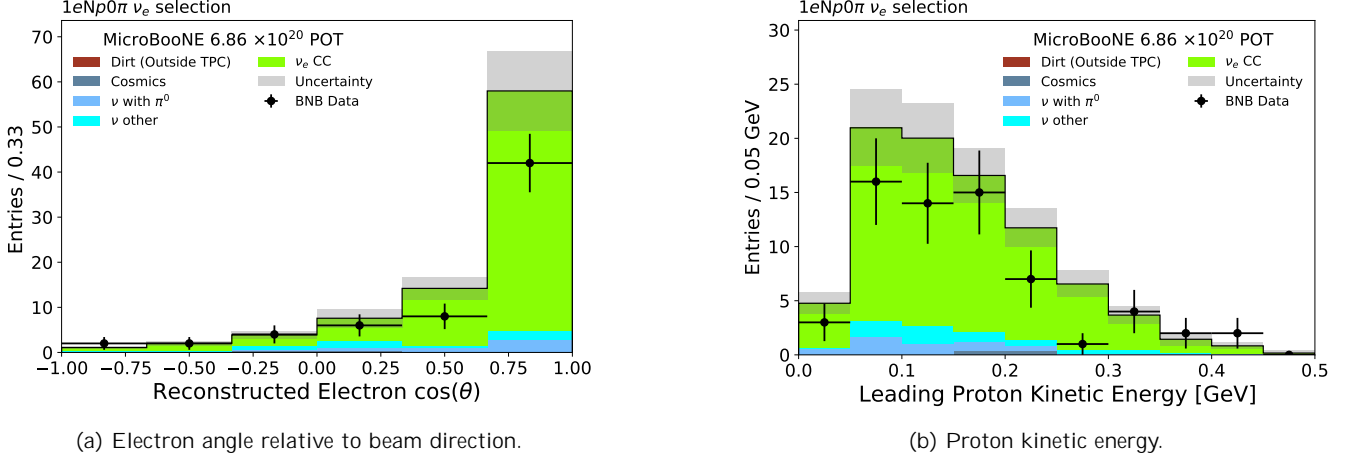 1eNp0π νₑ selection
MicroBooNE 6.86 ×10²⁰ POT
Dirt (Outside TPC)
Cosmics
ν with π⁰
ν other
νₑ CC
Uncertainty
BNB Data
Entries / 0.33
70
60
50
40
30
20
10
0
−1.00 −0.75 −0.50 −0.25 0.00 0.25 0.50 0.75 1.00
Reconstructed Electron cos(θ)
(a) Electron angle relative to beam direction.
1eNp0π νₑ selection
MicroBooNE 6.86 ×10²⁰ POT
Dirt (Outside TPC)
Cosmics
ν with π⁰
ν other
νₑ CC
Uncertainty
BNB Data
Entries / 0.05 GeV
30
25
20
15
10
5
0
0.0 0.1 0.2 0.3 0.4 0.5
Leading Proton Kinetic Energy [GeV]
(b) Proton kinetic energy.